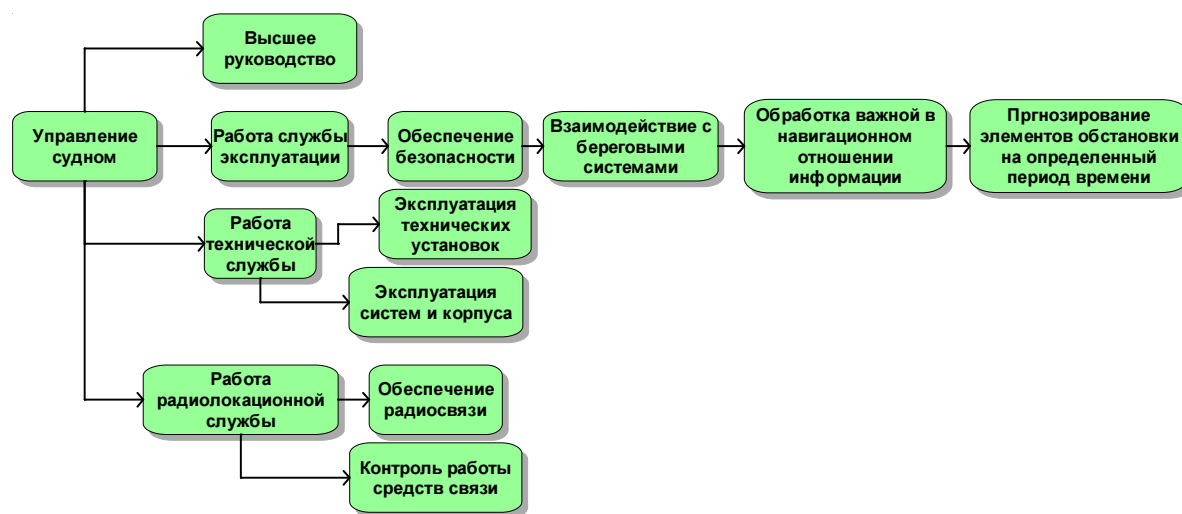 Высшее
руководство
Управление
судном
Работа службы
эксплуатации
Обеспечение
безопасности
Взаимодействие с
береговыми
системами
Обработка важной в
навигационном
отношении
информации
Пргнозирование
элементов обстановки
на определенный
период времени
Работа
технической
службы
Эксплуатация
технических
установок
Эксплуатация
систем и корпуса
Работа
радиолокационной
службы
Обеспечение
радиосвязи
Контроль работы
средств связи